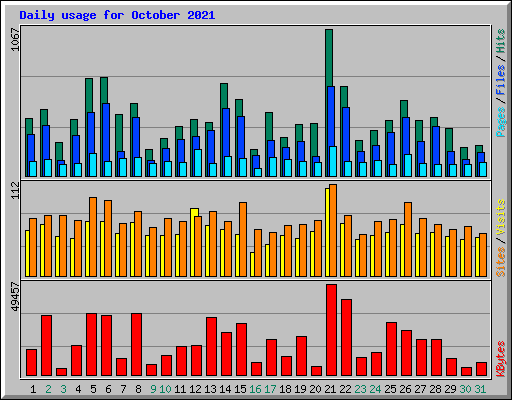 Daily usage for October 2021
1067
Pages / Files / Hits
112
Sites / Visits
49457
KBytes
1 2 3 4 5 6 7 8 9 10 11 12 13 14 15 16 17 18 19 20 21 22 23 24 25 26 27 28 29 30 31